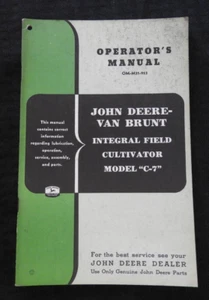 OPERATOR'S
MANUAL
JOHN DEERE-
VAN BRUNT
INTEGRAL FIELD
CULTIVATOR
MODEL "C-7"
This manual
contains correct
information
regarding lubrication,
operation,
service, assembly,
and parts.
For the best service see your
JOHN DEERE DEALER
Use Only Genuine John Deere Parts